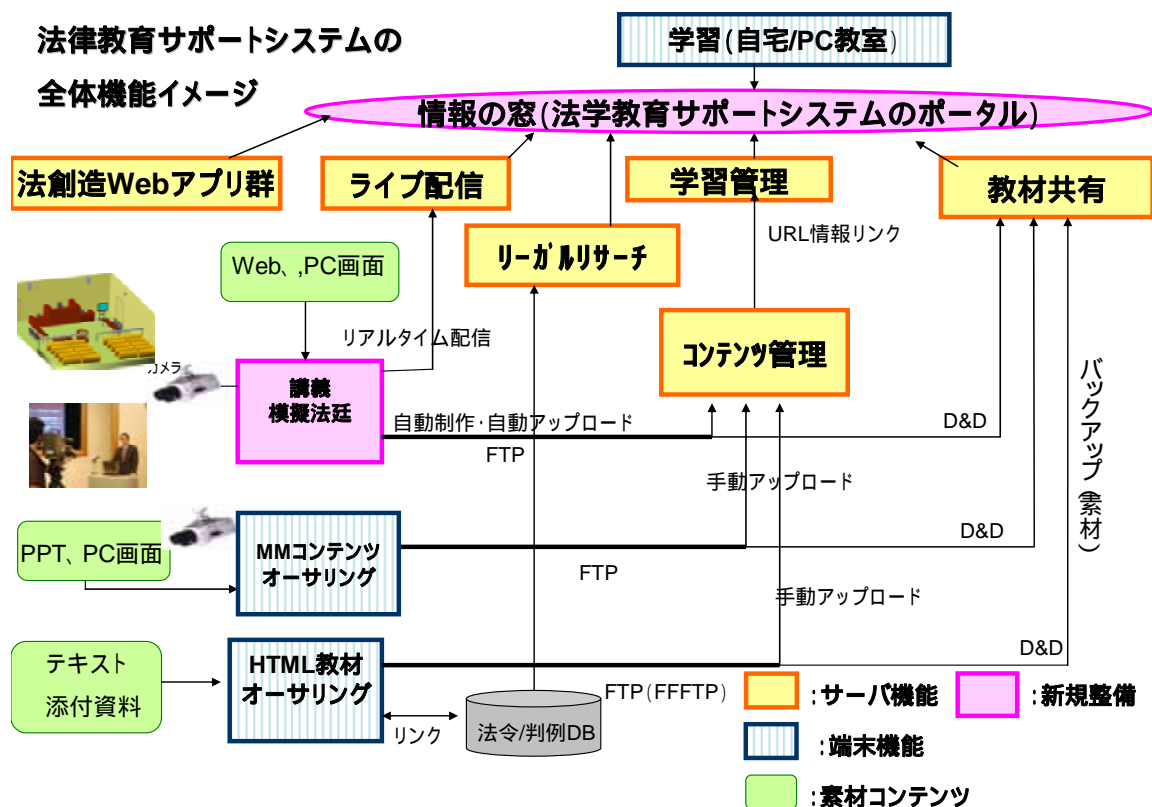 法律教育サポートシステムの
全体機能イメージ
学習(自宅/PC教室)
情報の窓(法学教育サポートシステムのポータル)
法創造Webアプリ群
ライブ配信
学習管理
教材共有
リーガルリサーチ
URL情報リンク
Web、,PC画面
リアルタイム配信
コンテンツ管理
カメラ
講義
模擬法廷
自動制作・自動アップロード
FTP
D&D
バックアップ(素材)
手動アップロード
PPT、PC画面
MMコンテンツ
オーサリング
FTP
D&D
手動アップロード
テキスト
添付資料
HTML教材
オーサリング
D&D
FTP(FFFTP)
リンク
法令/判例DB
:サーバ機能
:新規整備
:端末機能
:素材コンテンツ